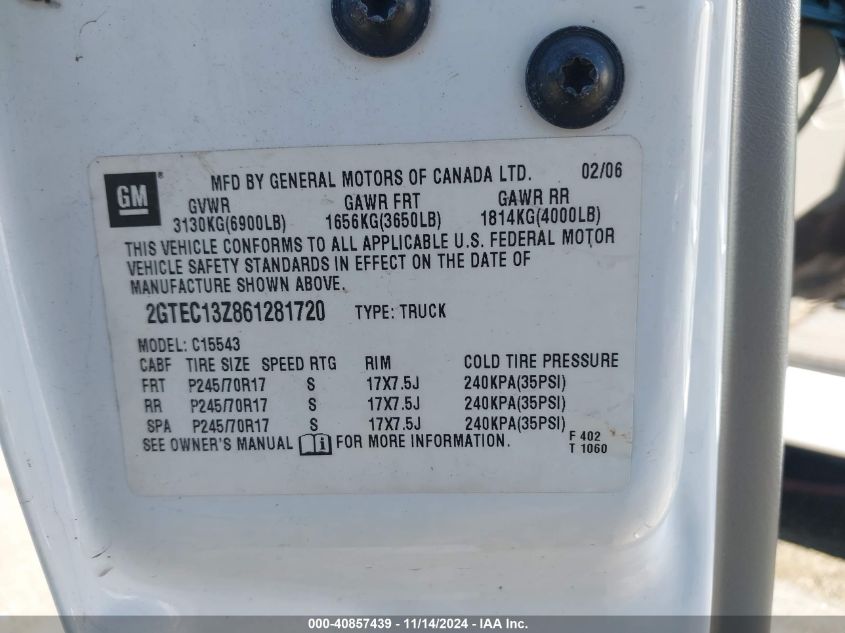 GM ® MFD BY GENERAL MOTORS OF CANADA LTD. 02/06
GVWR GAWR FRT GAWR RR
3130KG(6900LB) 1656KG(3650LB) 1814KG(4000LB)
THIS VEHICLE CONFORMS TO ALL APPLICABLE U.S. FEDERAL MOTOR
VEHICLE SAFETY STANDARDS IN EFFECT ON THE DATE OF
MANUFACTURE SHOWN ABOVE.
2GTEC13Z861281720 TYPE: TRUCK
MODEL: C15543
CABF TIRE SIZE SPEED RTG RIM COLD TIRE PRESSURE
FRT P245/70R17 S 17X7.5J 240KPA(35PSI)
RR P245/70R17 S 17X7.5J 240KPA(35PSI)
SPA P245/70R17 S 17X7.5J 240KPA(35PSI)
SEE OWNER'S MANUAL i FOR MORE INFORMATION.
F 402
T 1060
000-40857439 - 11/14/2024 - IAA Inc.